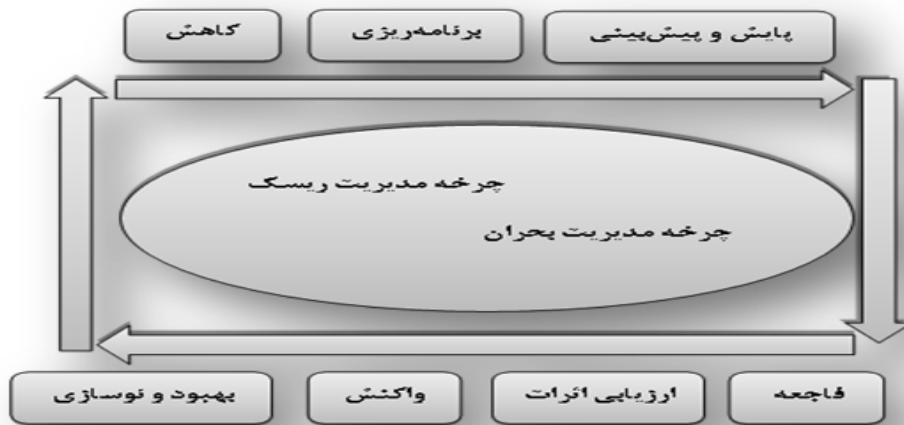 پایش و پیش‌بینی
برنامه‌ریزی
کاهش
چرخه مدیریت ریسک
چرخه مدیریت بحران
فاجعه
ارزیابی اثرات
واکنش
بهبود و نوسازی